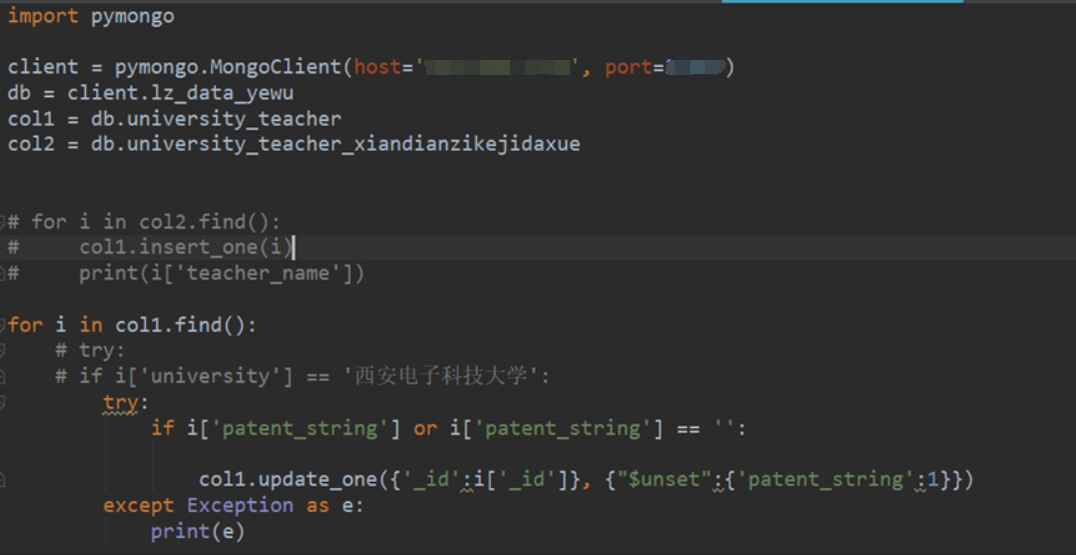 import pymongo
client = pymongo.MongoClient(host='', port=)
db = client.lz_data_yewu
col1 = db.university_teacher
col2 = db.university_teacher_xiandianzikejidaxue
# for i in col2.find():
#     col1.insert_one(i)
#     print(i['teacher_name'])
for i in col1.find():
    # try:
    # if i['university'] == '西安电子科技大学':
        try:
            if i['patent_string'] or i['patent_string'] == '':
                col1.update_one({'_id':i['_id']}, {"$unset":{'patent_string':1}})
        except Exception as e:
            print(e)